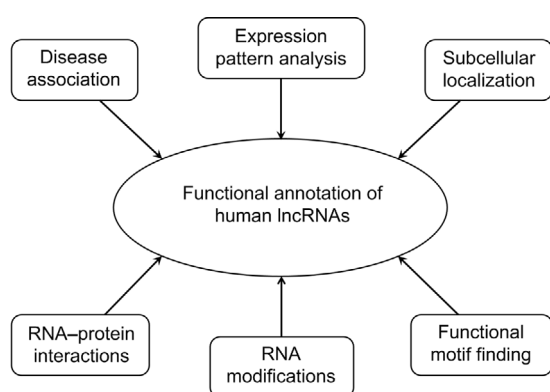 Disease
association
Expression
pattern analysis
Subcellular
localization
Functional annotation of
human lncRNAs
RNA–protein
interactions
RNA
modifications
Functional
motif finding